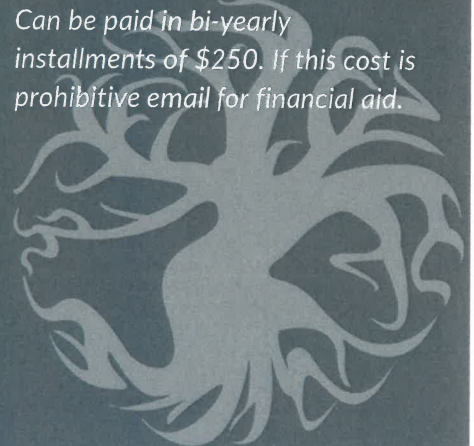 Can be paid in bi-yearly
installments of $250. If this cost is
prohibitive email for financial aid.